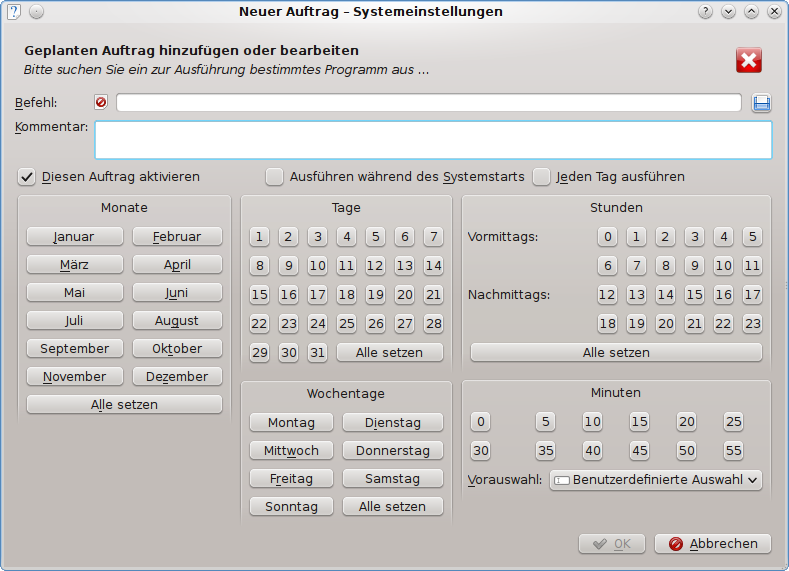 Neuer Auftrag – Systemeinstellungen
Geplanten Auftrag hinzufügen oder bearbeiten
Bitte suchen Sie ein zur Ausführung bestimmtes Programm aus ...
Befehl:
Kommentar:
Diesen Auftrag aktivieren Ausführen während des Systemstarts Jeden Tag ausführen
Monate
Januar Februar
März April
Mai Juni
Juli August
September Oktober
November Dezember
Alle setzen
Tage
1 2 3 4 5 6 7
8 9 10 11 12 13 14
15 16 17 18 19 20 21
22 23 24 25 26 27 28
29 30 31 Alle setzen
Wochentage
Montag Dienstag
Mittwoch Donnerstag
Freitag Samstag
Sonntag Alle setzen
Stunden
Vormittags: 0 1 2 3 4 5
6 7 8 9 10 11
Nachmittags: 12 13 14 15 16 17
18 19 20 21 22 23
Alle setzen
Minuten
0 5 10 15 20 25
30 35 40 45 50 55
Vorauswahl: Benutzerdefinierte Auswahl
OK Abbrechen